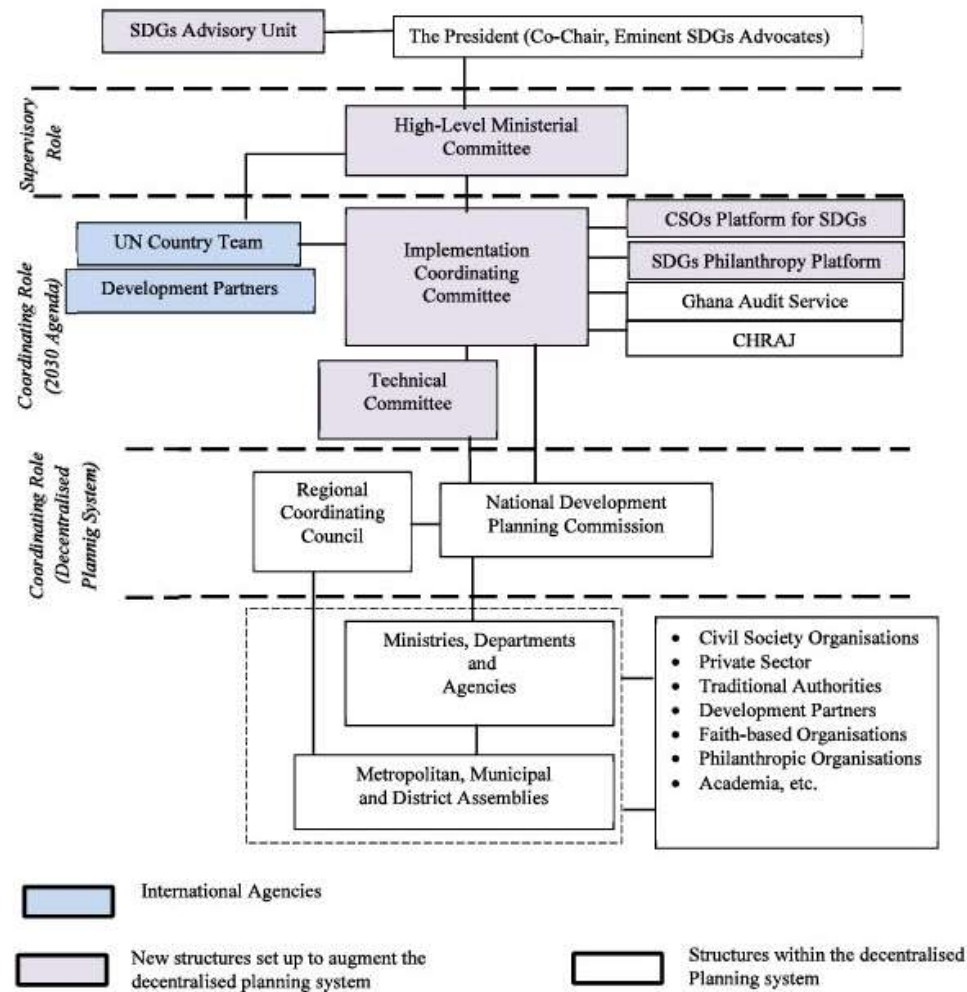 SDGs Advisory Unit
The President (Co-Chair, Eminent SDGs Advocates)
Supervisory
Role
High-Level Ministerial
Committee
Coordinating Role
(2030 Agenda)
UN Country Team
Development Partners
Implementation
Coordinating
Committee
CSOs Platform for SDGs
SDGs Philanthropy Platform
Ghana Audit Service
CHRAJ
Technical
Committee
Coordinating Role
(Decentralised
Plannig System)
Regional
Coordinating
Council
National Development
Planning Commission
Ministries, Departments
and
Agencies
Metropolitan, Municipal
and District Assemblies
• Civil Society Organisations
• Private Sector
• Traditional Authorities
• Development Partners
• Faith-based Organisations
• Philanthropic Organisations
• Academia, etc.
International Agencies
New structures set up to augment the
decentralised planning system
Structures within the decentralised
Planning system